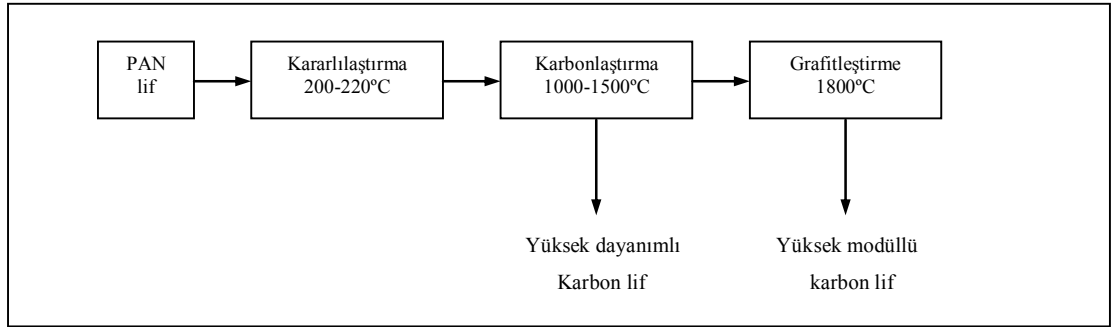 PAN
lif
Kararlılaştırma
200-220ºC
Karbonlaştırma
1000-1500ºC
Grafitleştirme
1800ºC
Yüksek dayanımlı
Karbon lif
Yüksek modüllü
karbon lif